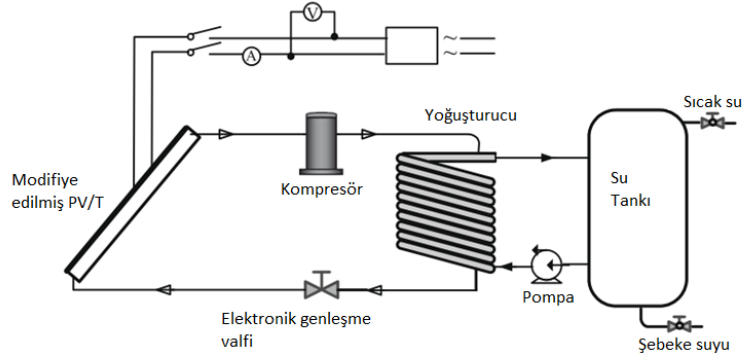 V
A
~
~
Sıcak su
Yoğuşturucu
Kompresör
Modifiye
edilmiş PV/T
Su
Tankı
Pompa
Elektronik genleşme
valfi
Şebeke suyu